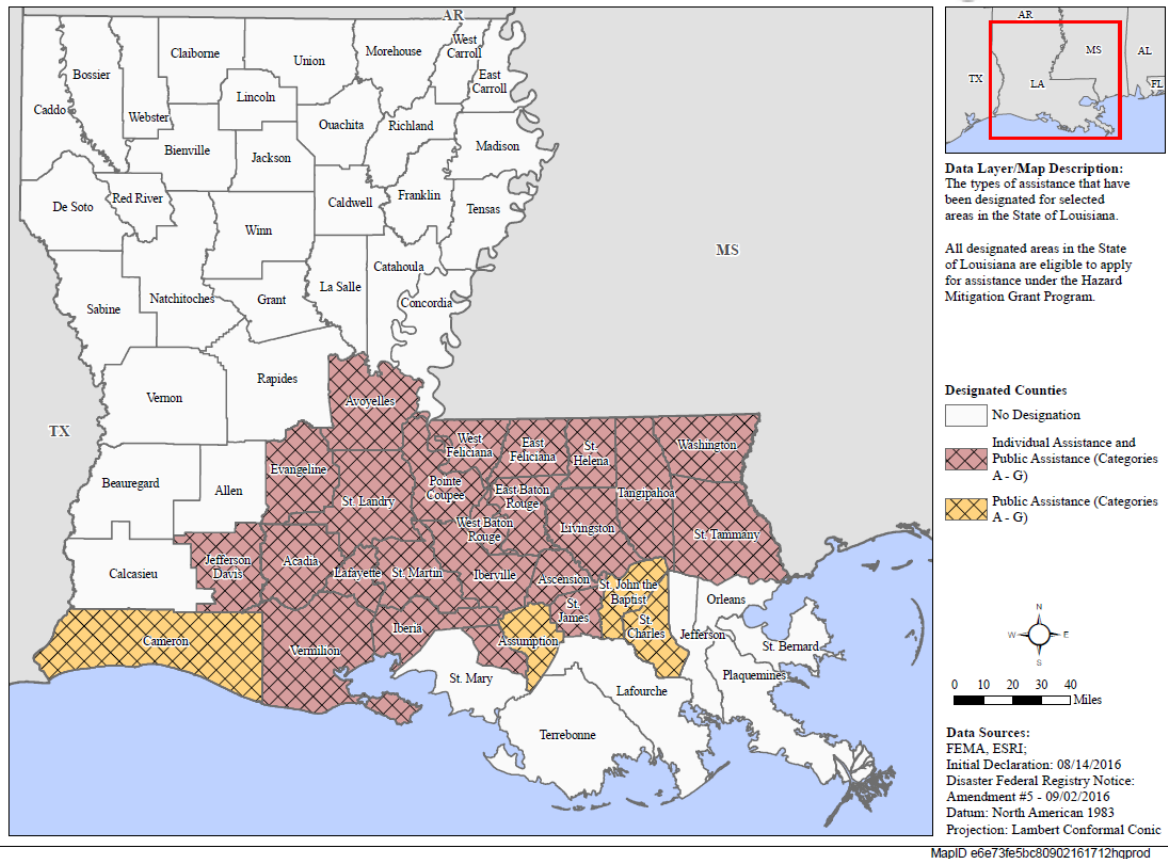 AR
Claiborne
Union
Morehouse
West
Carroll
East
Carroll
Bossier
Caddo
Webster
Lincoln
Ouachita
Richland
Madison
Bienville
Jackson
Franklin
Caldwell
Tensas
De Soto
Red River
Winn
Catahoula
La Salle
Concordia
Natchitoches
Grant
Sabine
Rapides
Vernon
MS
TX
Avoyelles
Evangeline
West
Feliciana
East
Feliciana
St.
Helena
Washington
Beauregard
Allen
St. Landry
Pointe
Coupee
East Baton
Rouge
Tangipahoa
West Baton
Rouge
Livingston
St. Tammany
Calcasieu
Jefferson
Davis
Acadia
Lafayette
St. Martin
Iberville
Ascension
St. John the
Baptist
St.
James
St.
Charles
Orleans
Jefferson
St. Bernard
Plaquemines
Cameron
Vermilion
Iberia
Assumption
St. Mary
Lafourche
Terrebonne
AR
MS
AL
TX
LA
FL
Data Layer/Map Description:
The types of assistance that have
been designated for selected
areas in the State of Louisiana.
All designated areas in the State
of Louisiana are eligible to apply
for assistance under the Hazard
Mitigation Grant Program.
Designated Counties
No Designation
Individual Assistance and
Public Assistance (Categories
A - G)
Public Assistance (Categories
A - G)
N
W
E
S
0 10 20 30 40
Miles
Data Sources:
FEMA, ESRI;
Initial Declaration: 08/14/2016
Disaster Federal Registry Notice:
Amendment #5 - 09/02/2016
Datum: North American 1983
Projection: Lambert Conformal Conic
MapID e6e73fe5bc80902161712hqprod